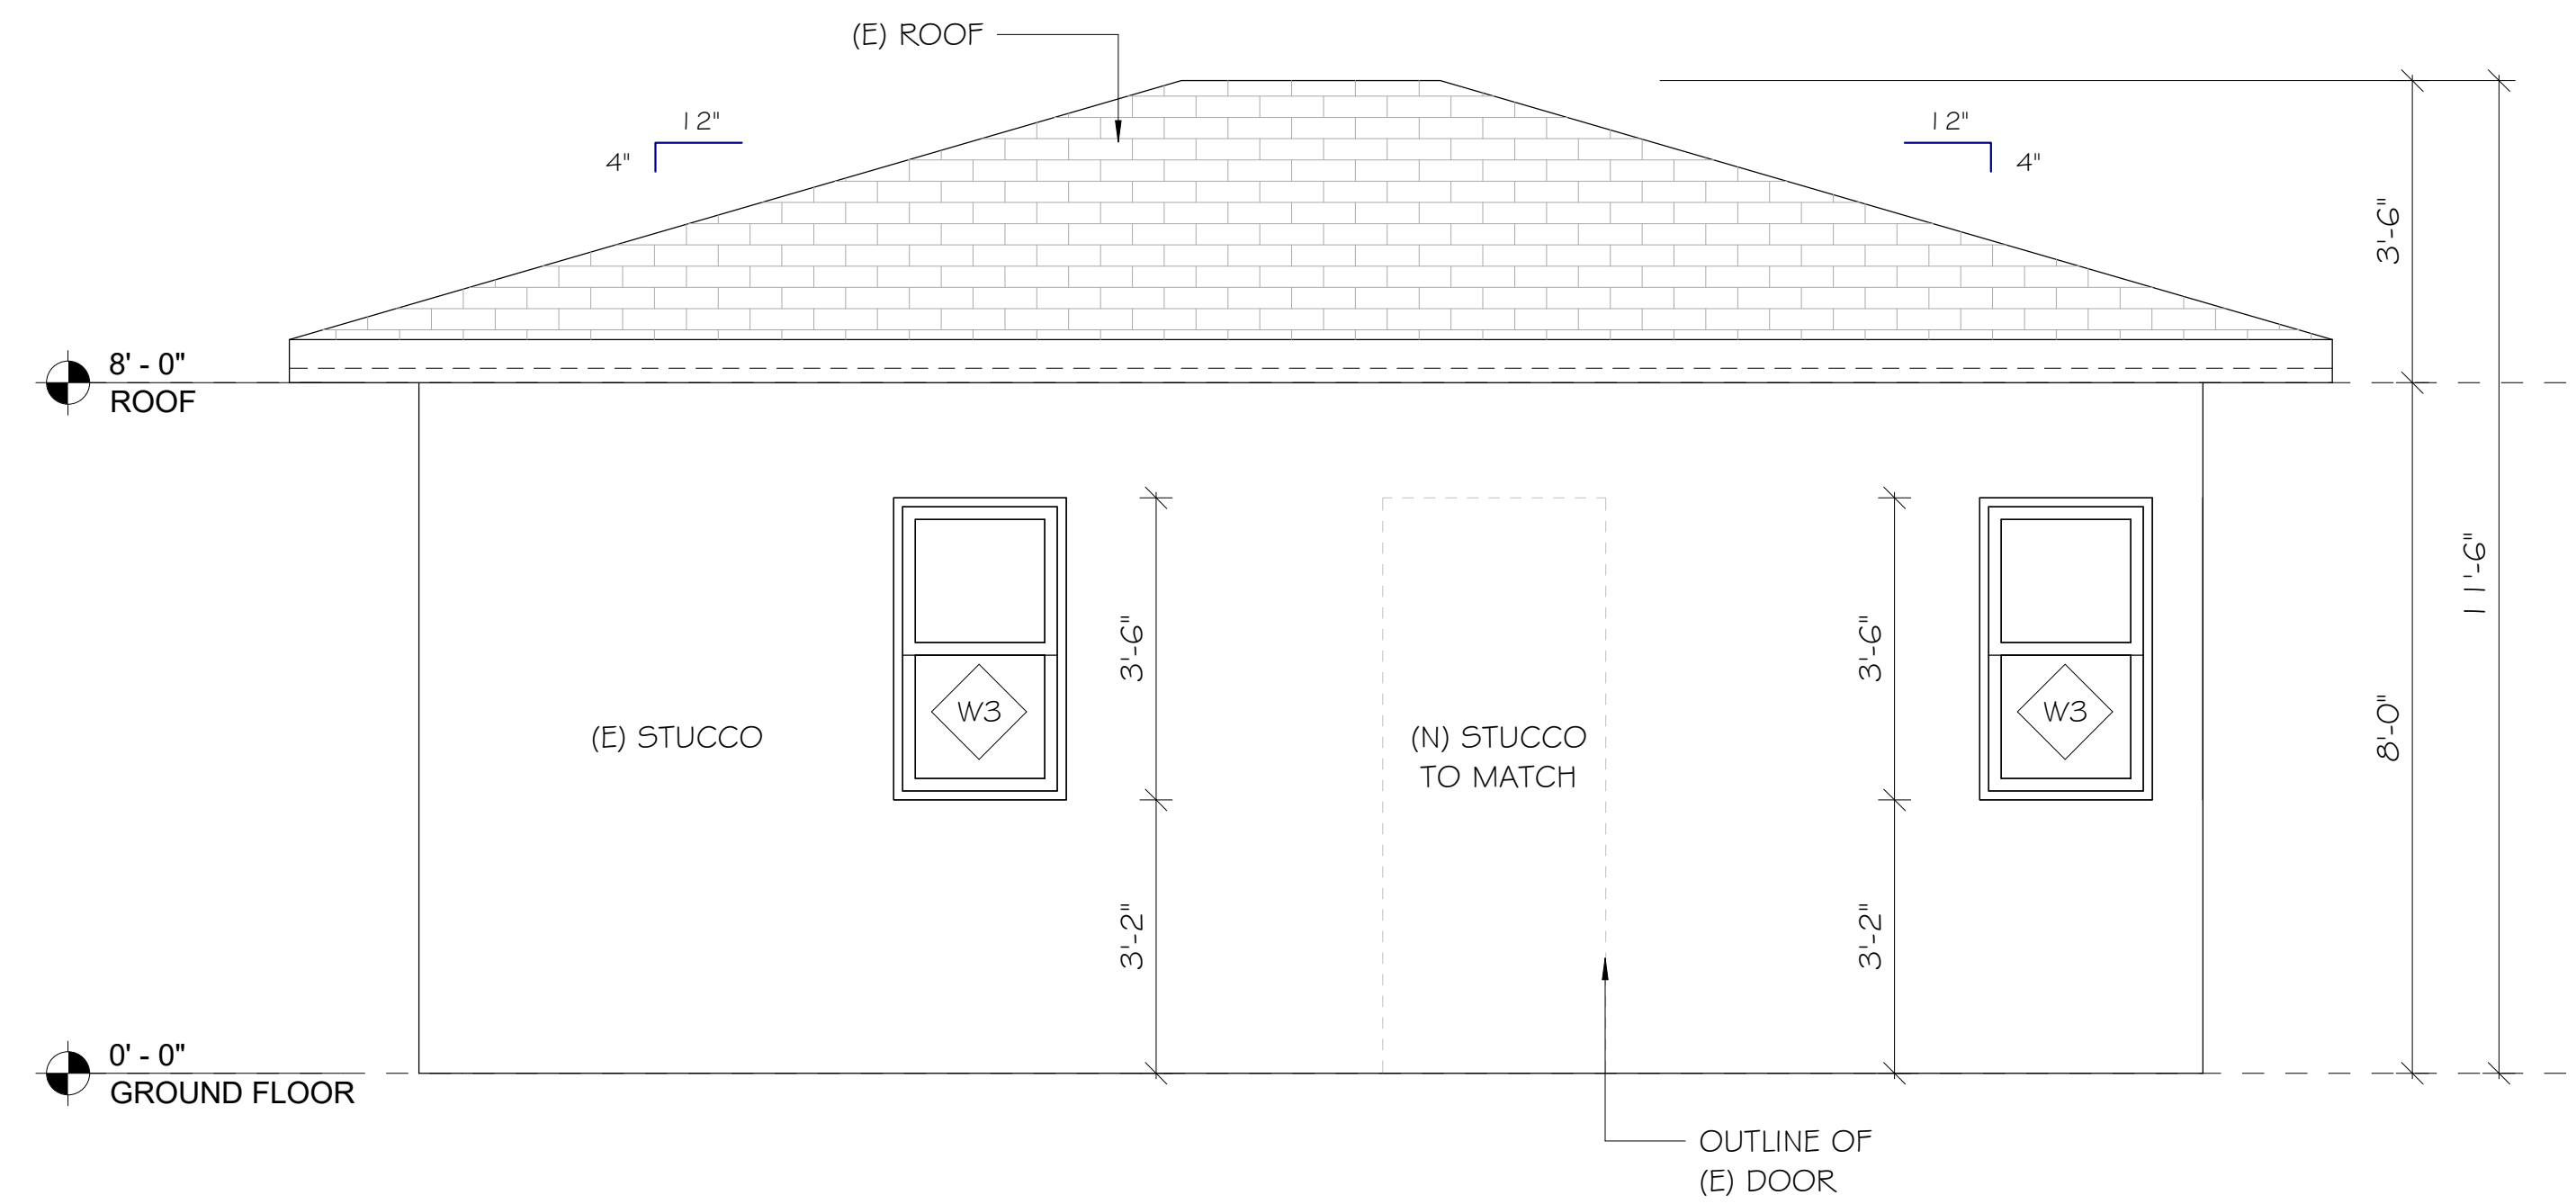 (E) ROOF
12"
4"
12"
4"
3'-6"
8' - 0"
ROOF
11'-6"
3'-6"
3'-6"
W3
W3
(E) STUCCO
(N) STUCCO
TO MATCH
8'-0"
3'-2"
3'-2"
0' - 0"
GROUND FLOOR
OUTLINE OF
(E) DOOR